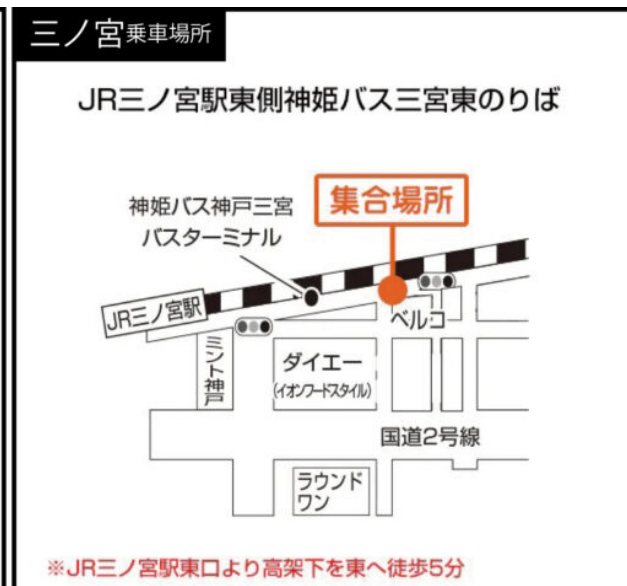 三ノ宮乗車場所
JR三ノ宮駅東側神姫バス三宮東のりば
集合場所
神姫バス神戸三宮
バスターミナル
JR三ノ宮駅
ベルコ
ミント神戸
ダイエー
(イオンフードスタイル)
国道2号線
ラウンド
ワン
※JR三ノ宮駅東口より高架下を東へ徒歩5分